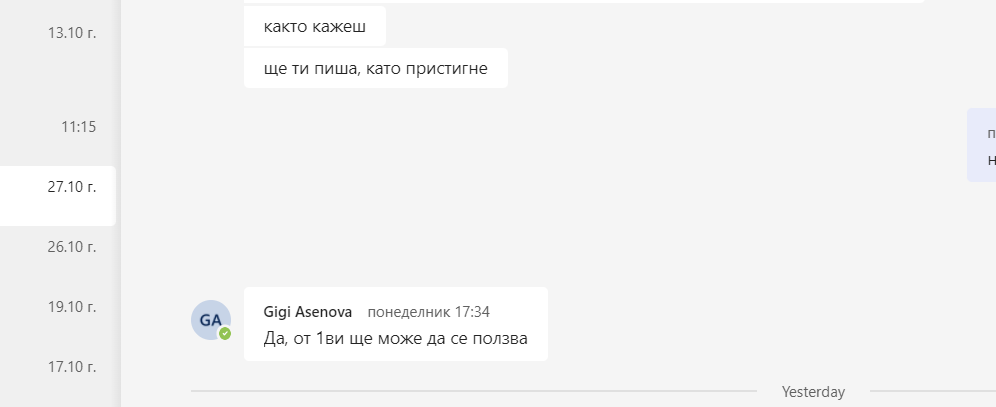 13.10 г.
11:15
27.10 г.
26.10 г.
19.10 г.
17.10 г.
както кажеш
ще ти пиша, като пристигне
GA
Gigi Asenova понеделник 17:34
Да, от 1ви ще може да се ползва
Yesterday